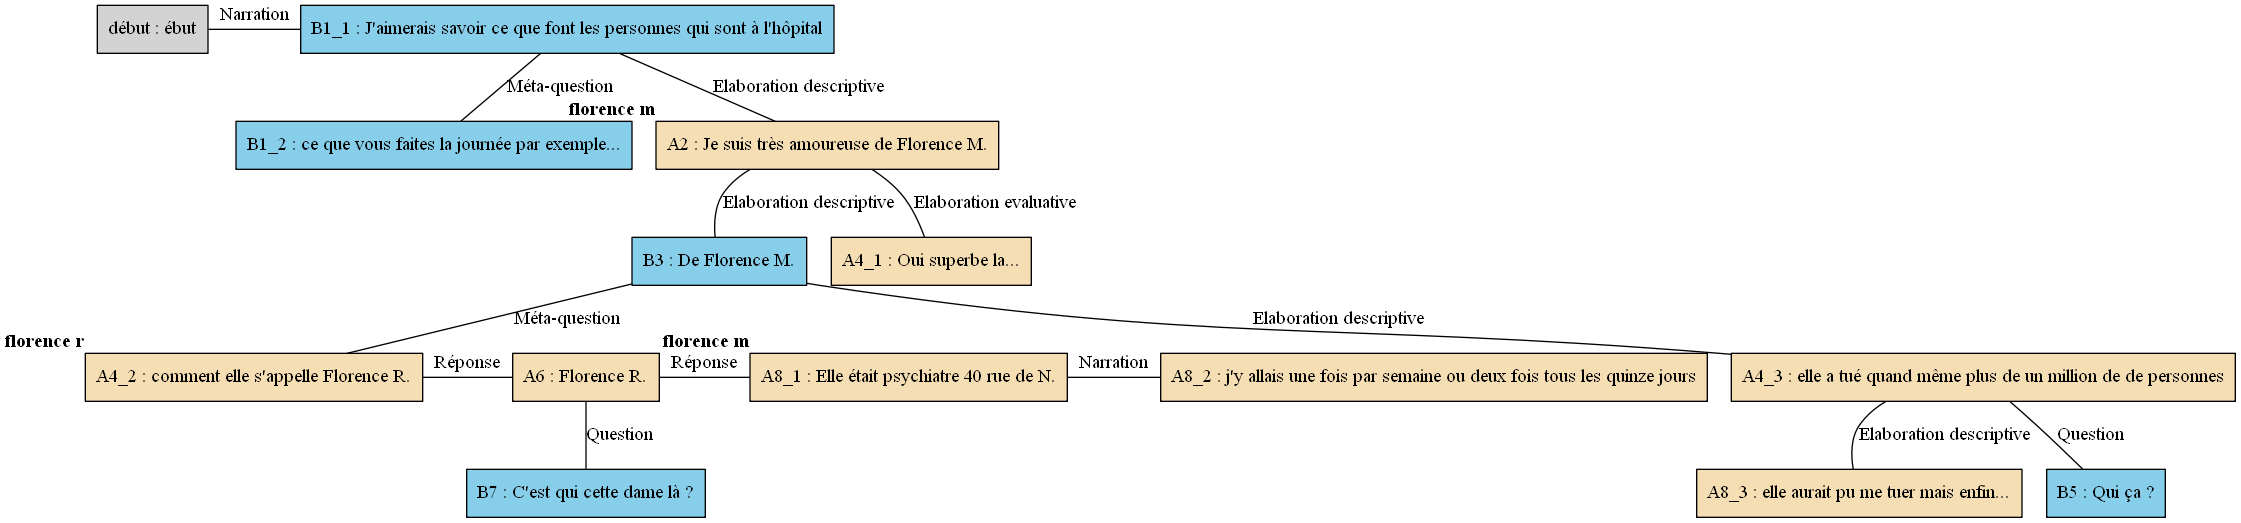 Narration
début : ébut
B1_1 : J'aimerais savoir ce que font les personnes qui sont à l'hôpital
Méta-question
Elaboration descriptive
florence m
B1_2 : ce que vous faites la journée par exemple...
A2 : Je suis très amoureuse de Florence M.
Elaboration descriptive
Elaboration evaluative
B3 : De Florence M.
A4_1 : Oui superbe la...
Méta-question
Elaboration descriptive
florence r
florence m
A4_2 : comment elle s'appelle Florence R.
Réponse
A6 : Florence R.
Réponse
A8_1 : Elle était psychiatre 40 rue de N.
Narration
A8_2 : j'y allais une fois par semaine ou deux fois tous les quinze jours
A4_3 : elle a tué quand même plus de un million de de personnes
Question
Elaboration descriptive
Question
B7 : C'est qui cette dame là ?
A8_3 : elle aurait pu me tuer mais enfin...
B5 : Qui ça ?